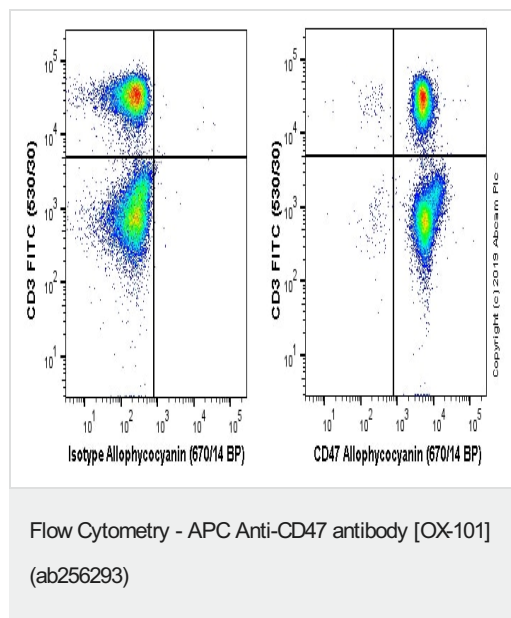 10^5
10^4
10^3
10^2
10^1
CD3 FITC (530/30)
10^1 10^2 10^3 10^4 10^5
Isotype Allophycocyanin (670/14 BP)
10^5
10^4
10^3
10^2
10^1
CD3 FITC (530/30)
10^1 10^2 10^3 10^4 10^5
CD47 Allophycocyanin (670/14 BP)
Copyright (c) 2019 Abcam Plc
Flow Cytometry - APC Anti-CD47 antibody [OX-101]
(ab256293)